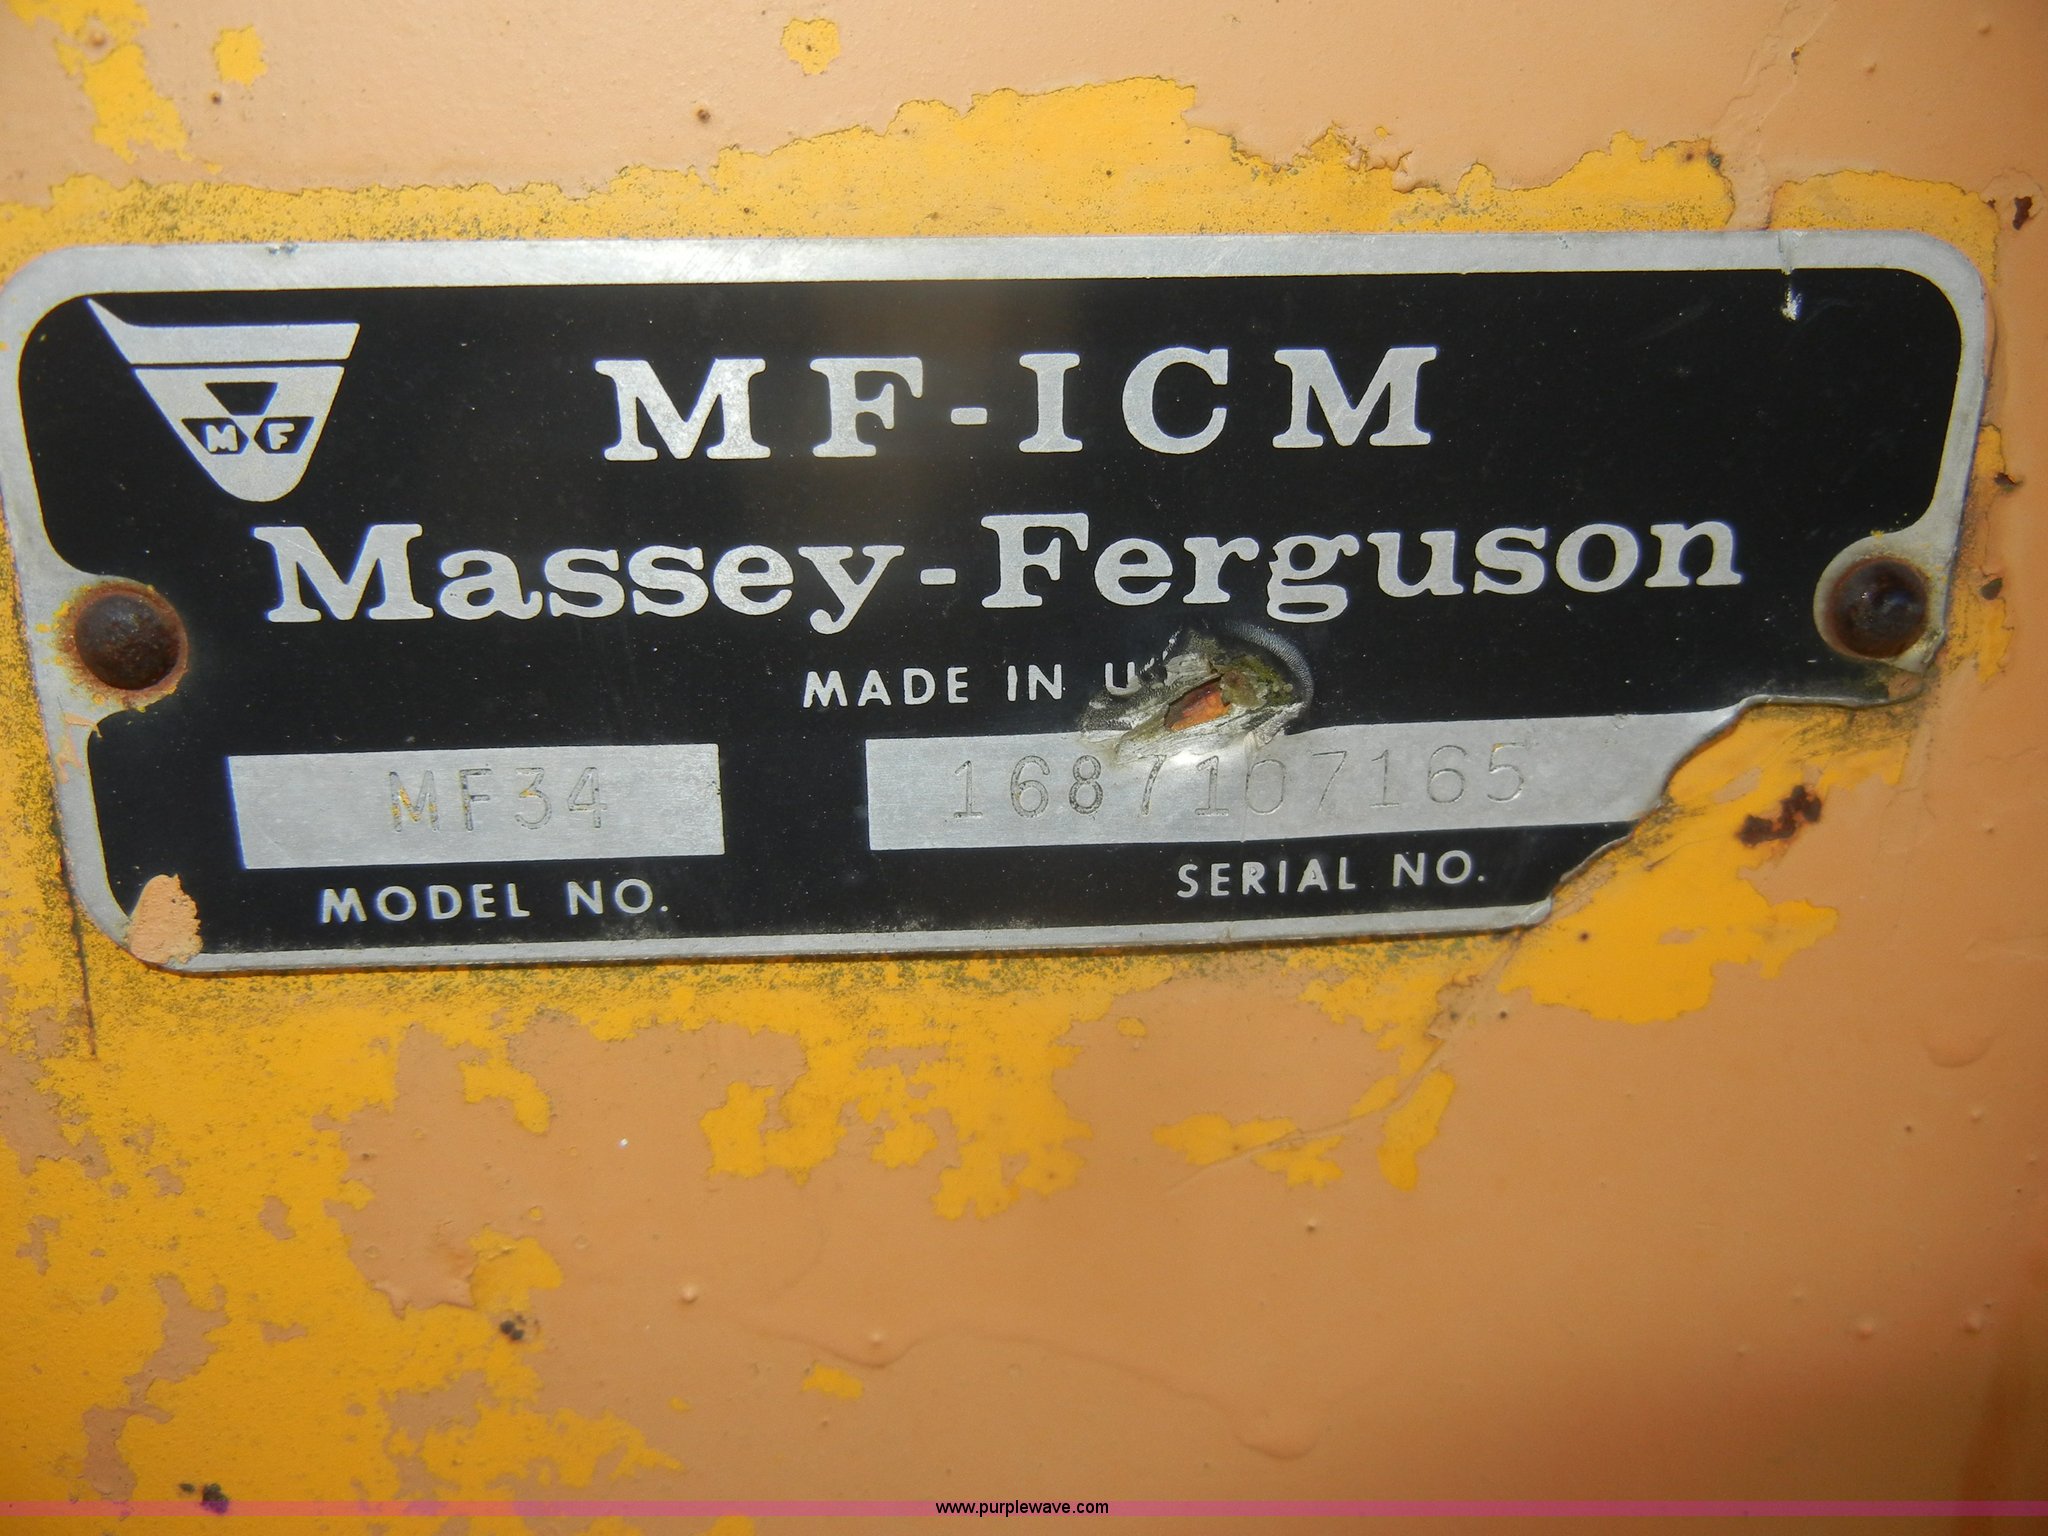 MF
MF-ICM
Massey-Ferguson
MADE IN
MF34
1687107165
MODEL NO.
SERIAL NO.
www.purplewave.com